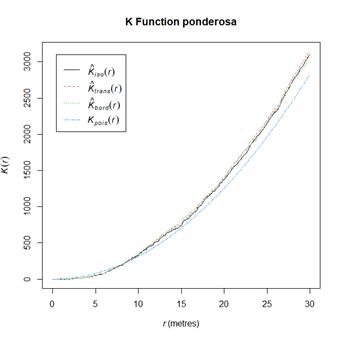 K Function ponderosa
K̂iso(r)
K̂trans(r)
K̂bord(r)
Kpois(r)
K(r)
3000
2500
2000
1500
1000
500
0
0 5 10 15 20 25 30
r (metres)